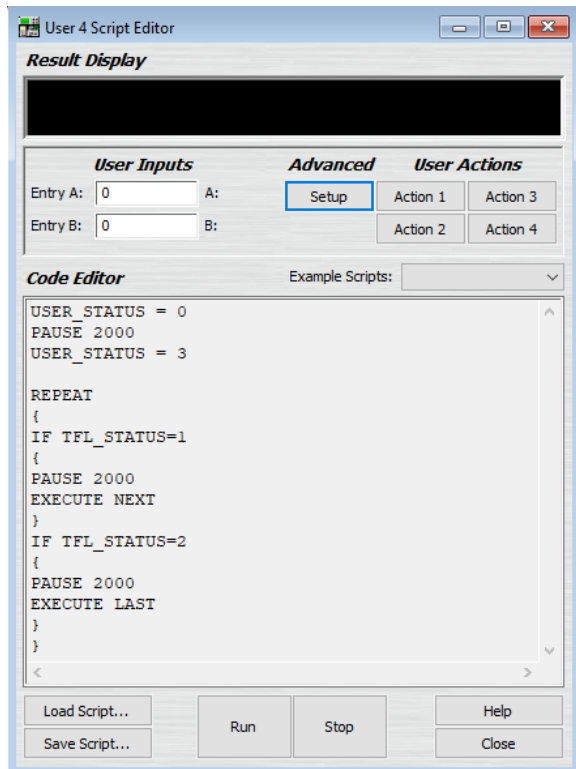 User 4 Script Editor
Result Display
User Inputs Advanced User Actions
Entry A: 0 A: Setup Action 1 Action 3
Entry B: 0 B: Action 2 Action 4
Code Editor Example Scripts:
USER_STATUS = 0
PAUSE 2000
USER_STATUS = 3
REPEAT
{
IF TFL_STATUS=1
{
PAUSE 2000
EXECUTE NEXT
}
IF TFL_STATUS=2
{
PAUSE 2000
EXECUTE LAST
}
}
Load Script... Run Stop Help
Save Script... Close